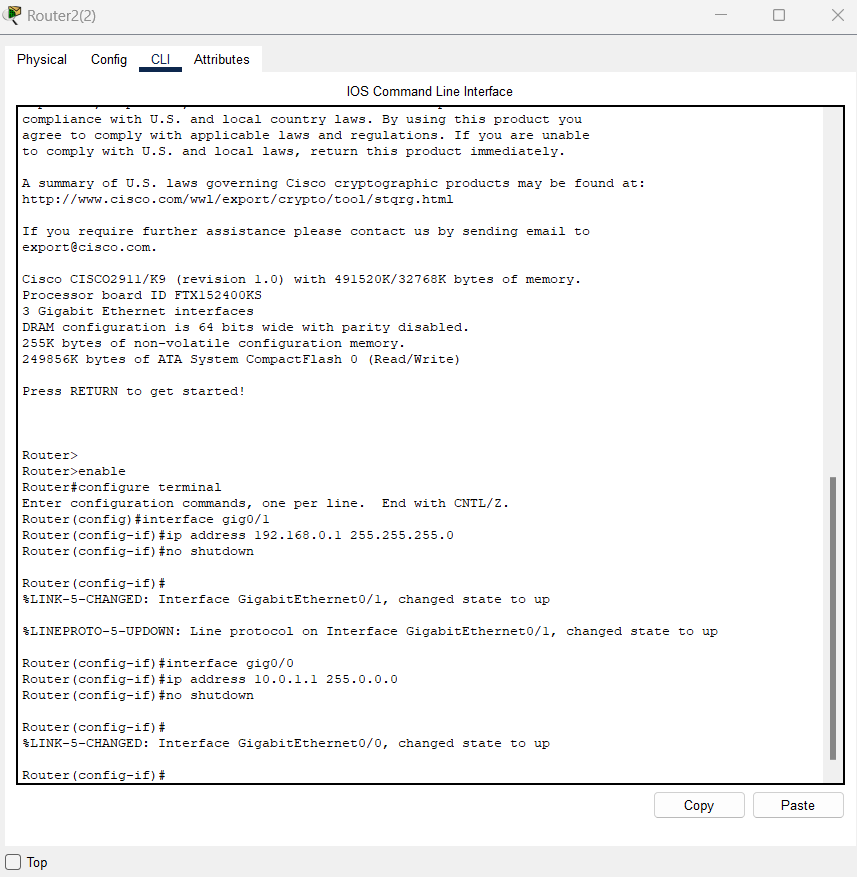 Router2(2)
Physical Config CLI Attributes
IOS Command Line Interface
compliance with U.S. and local country laws. By using this product you
agree to comply with applicable laws and regulations. If you are unable
to comply with U.S. and local laws, return this product immediately.
A summary of U.S. laws governing Cisco cryptographic products may be found at:
http://www.cisco.com/wwl/export/crypto/tool/stqrg.html
If you require further assistance please contact us by sending email to
export@cisco.com.
Cisco CISCO2911/K9 (revision 1.0) with 491520K/32768K bytes of memory.
Processor board ID FTX152400KS
3 Gigabit Ethernet interfaces
DRAM configuration is 64 bits wide with parity disabled.
255K bytes of non-volatile configuration memory.
249856K bytes of ATA System CompactFlash 0 (Read/Write)
Press RETURN to get started!
Router>
Router>enable
Router#configure terminal
Enter configuration commands, one per line.  End with CNTL/Z.
Router(config)#interface gig0/1
Router(config-if)#ip address 192.168.0.1 255.255.255.0
Router(config-if)#no shutdown
Router(config-if)#
%LINK-5-CHANGED: Interface GigabitEthernet0/1, changed state to up
%LINEPROTO-5-UPDOWN: Line protocol on Interface GigabitEthernet0/1, changed state to up
Router(config-if)#interface gig0/0
Router(config-if)#ip address 10.0.1.1 255.0.0.0
Router(config-if)#no shutdown
Router(config-if)#
%LINK-5-CHANGED: Interface GigabitEthernet0/0, changed state to up
Router(config-if)#
Copy Paste
Top